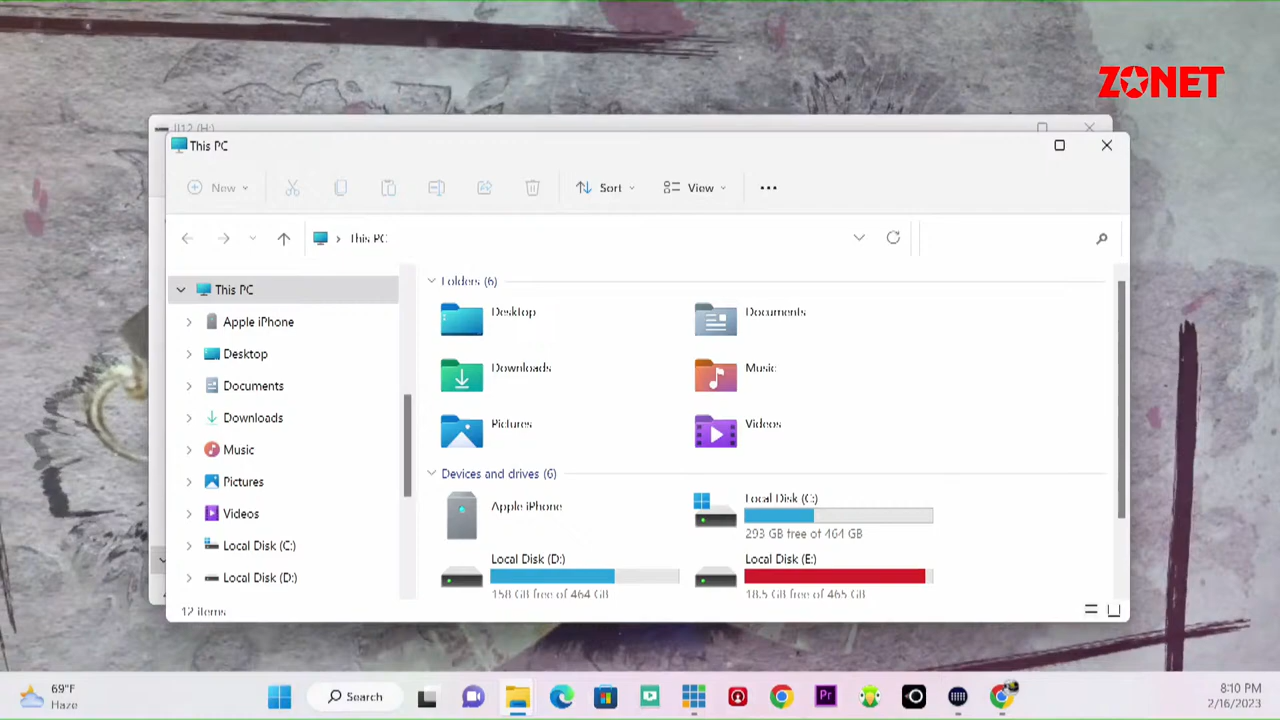 ZONET
II12 (H:)
This PC
New
Sort
View
This PC
This PC
Apple iPhone
Desktop
Documents
Downloads
Music
Pictures
Videos
Local Disk (C:)
Local Disk (D:)
Folders (6)
Desktop
Documents
Downloads
Music
Pictures
Videos
Devices and drives (6)
Apple iPhone
Local Disk (C:)
293 GB free of 464 GB
Local Disk (D:)
158 GB free of 464 GB
Local Disk (E:)
18.5 GB free of 465 GB
12 items
69°F
Haze
Search
Pr
8:10 PM
2/16/2023